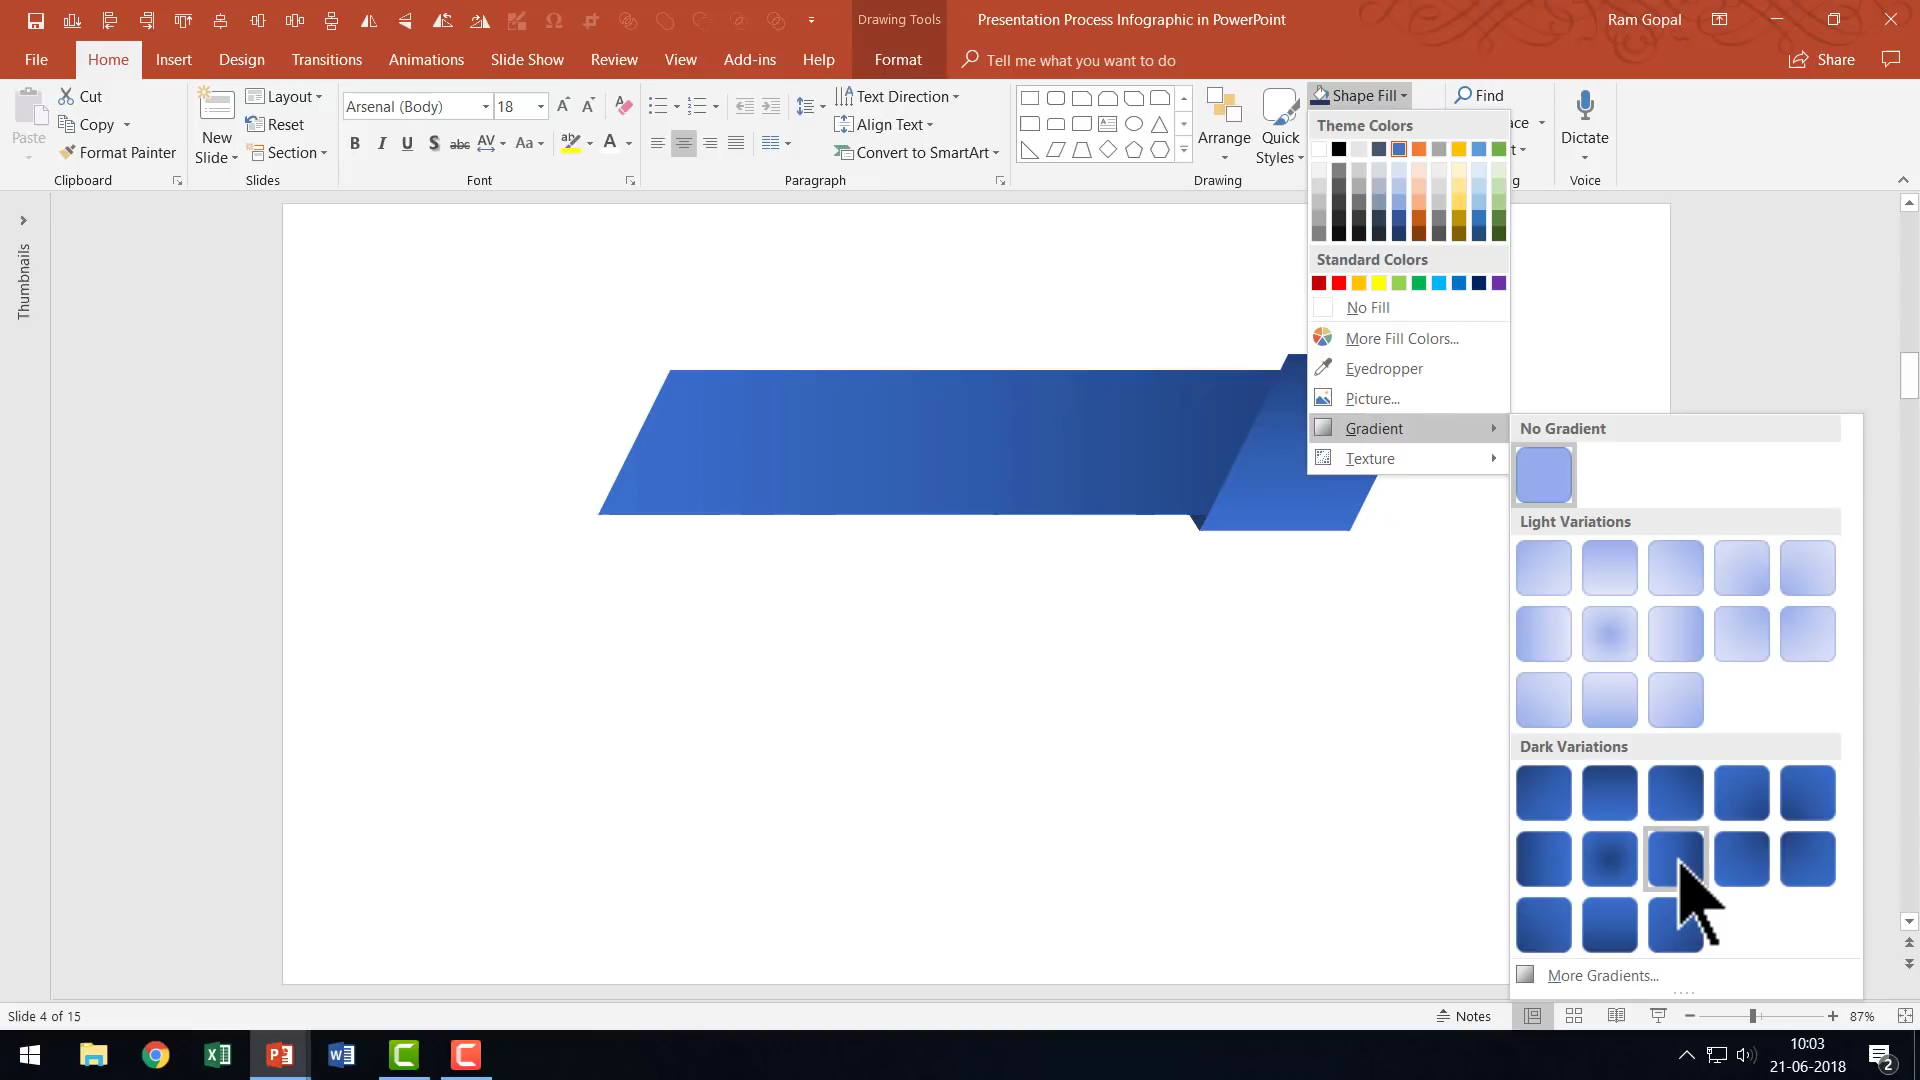 Drawing Tools
Presentation Process Infographic in PowerPoint
Ram Gopal
File
Home
Insert
Design
Transitions
Animations
Slide Show
Review
View
Add-ins
Help
Format
Tell me what you want to do
Share
Paste
Cut
Copy
Format Painter
Clipboard
New Slide
Layout
Reset
Section
Slides
Arsenal (Body)
18
B I U S abc AV Aa A
Font
Text Direction
Align Text
Convert to SmartArt
Paragraph
Arrange
Quick Styles
Drawing
Shape Fill
Find
Dictate
Voice
Theme Colors
Standard Colors
No Fill
More Fill Colors...
Eyedropper
Picture...
Gradient
Texture
No Gradient
Light Variations
Dark Variations
More Gradients...
Thumbnails
Slide 4 of 15
Notes
87%
10:03
21-06-2018
2